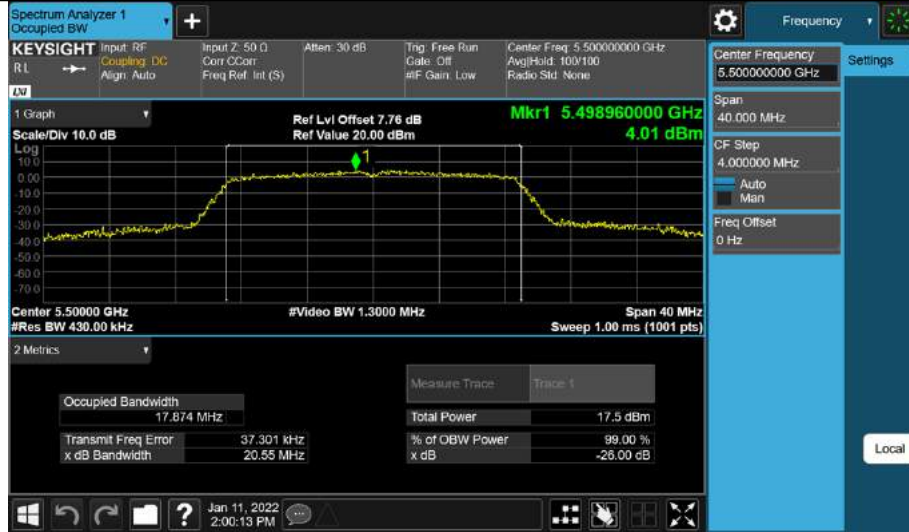 Spectrum Analyzer 1
Occupied BW
+
Frequency
KEYSIGHT
RL
LXI
Input: RF
Coupling: DC
Align: Auto
Input Z: 50 Ω
Corr CCorr
Freq Ref: Int (S)
Atten: 30 dB
Trig: Free Run
Gate: Off
#IF Gain: Low
Center Freq: 5.500000000 GHz
Avg|Hold: 100/100
Radio Std: None
Center Frequency
5.500000000 GHz
Settings
Span
40.000 MHz
CF Step
4.000000 MHz
Auto
Man
Freq Offset
0 Hz
Local
1 Graph
Scale/Div 10.0 dB
Ref Lvl Offset 7.76 dB
Ref Value 20.00 dBm
Mkr1 5.498960000 GHz
4.01 dBm
Log
10.0
0.00
-10.0
-20.0
-30.0
-40.0
-50.0
-60.0
-70.0
1
Center 5.50000 GHz
#Res BW 430.00 kHz
#Video BW 1.3000 MHz
Span 40 MHz
Sweep 1.00 ms (1001 pts)
2 Metrics
Measure Trace
Trace 1
Occupied Bandwidth
17.874 MHz
Total Power
17.5 dBm
Transmit Freq Error
37.301 kHz
% of OBW Power
99.00 %
x dB Bandwidth
20.55 MHz
x dB
-26.00 dB
?
Jan 11, 2022
2:00:13 PM